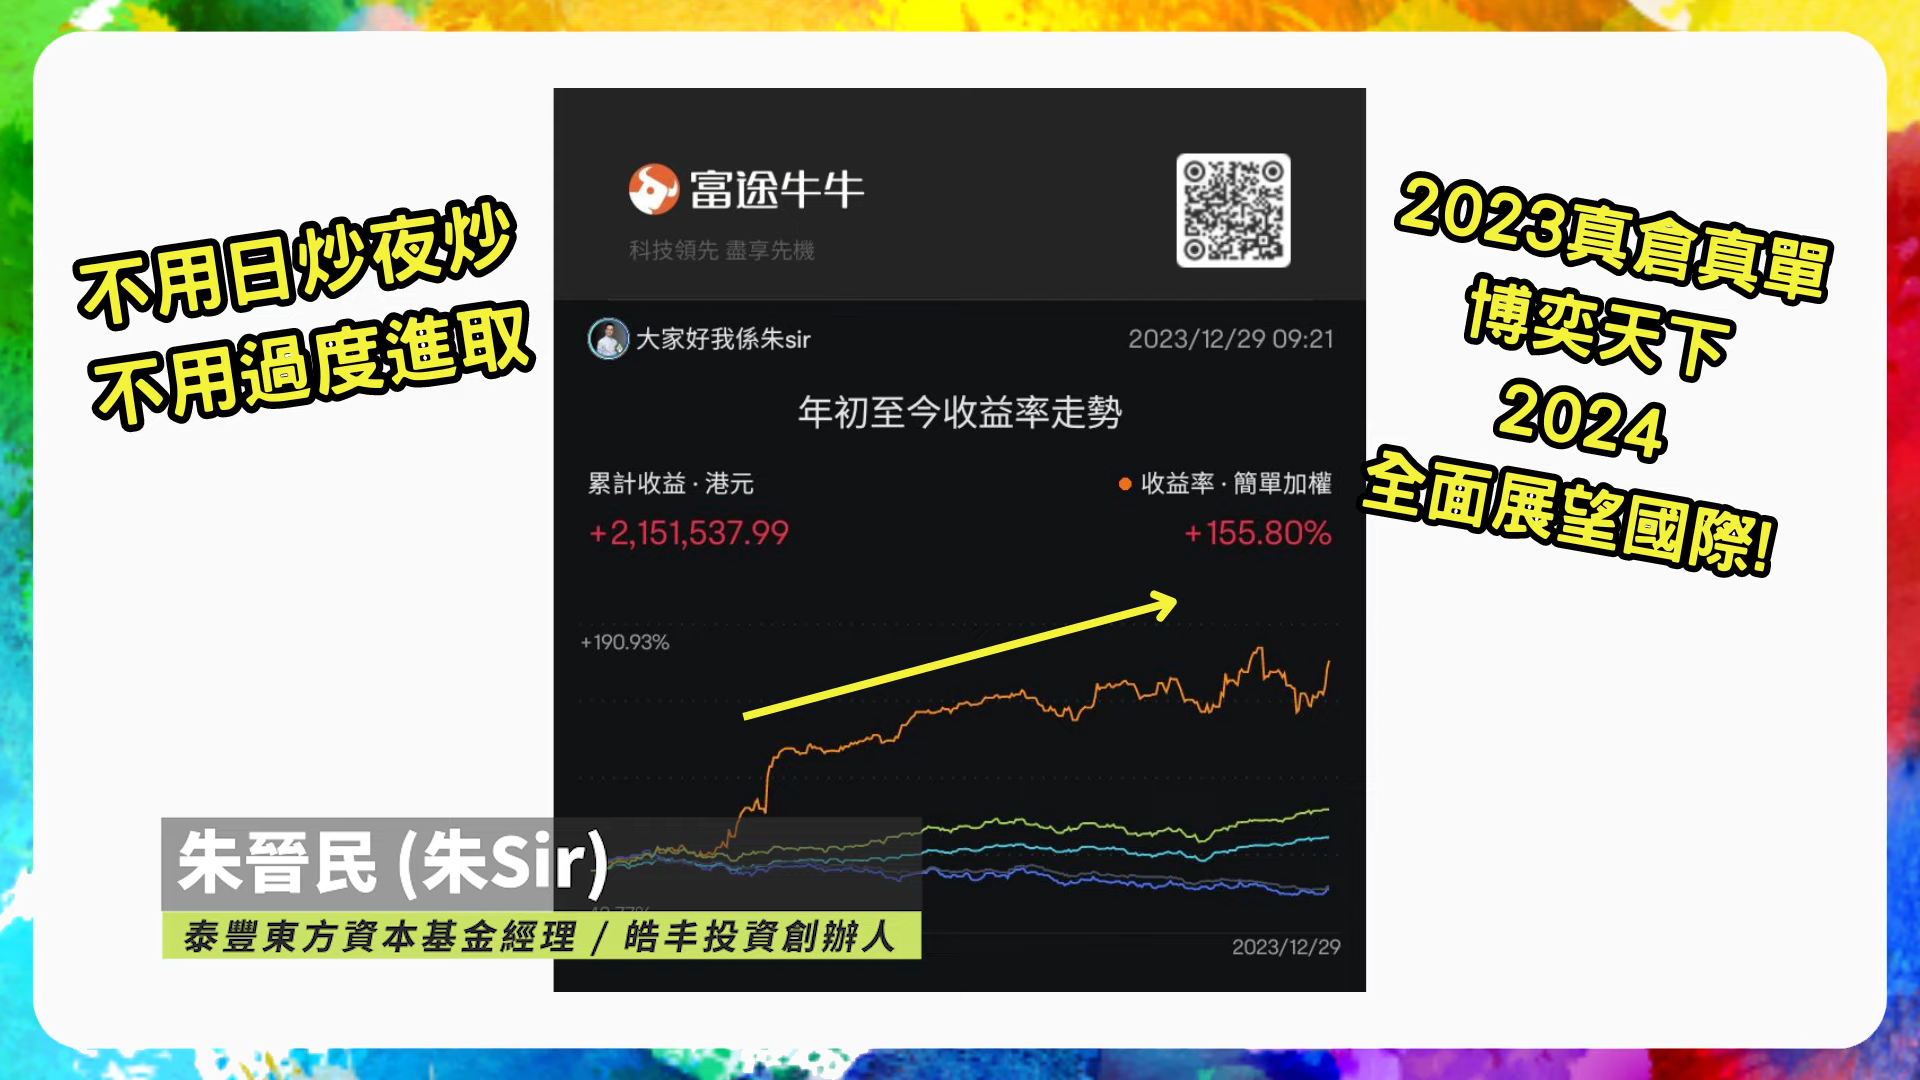 不用日炒夜炒
不用過度進取
富途牛牛
科技領先 盡享先機
大家好我係朱sir
2023/12/29 09:21
年初至今收益率走勢
累計收益·港元
收益率·簡單加權
+2,151,537.99
+155.80%
+190.93%
2023/12/29
2023真倉真單
博奕天下
2024
全面展望國際!
朱晉民 (朱Sir)
泰豐東方資本基金經理 / 皓丰投資創辦人